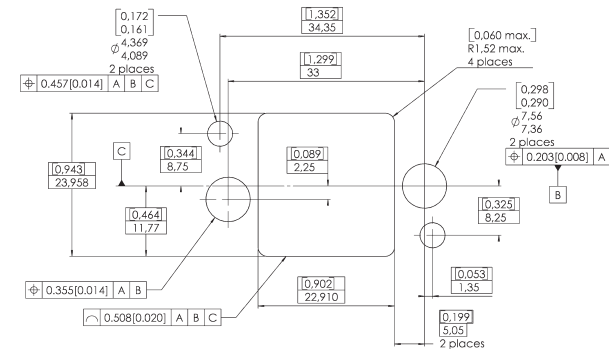 [0,172
0,161]
⌀ 4,369
4,089
2 places
⌖ 0.457[0.014] A B C
[1,352]
34,35
[1,299]
33
[0,060 max.]
R1,52 max.
4 places
[0,298
0,290]
⌀ 7,56
7,36
2 places
⌖ 0.203[0.008] A
B
C
[0,344]
8,75
[0,089]
2,25
[0,943]
23,958
[0,464]
11,77
[0,325]
8,25
⌖ 0.355[0.014] A B
⌓ 0.508[0.020] A B C
[0,902]
22,910
[0,053]
1,35
[0,199]
5,05
2 places